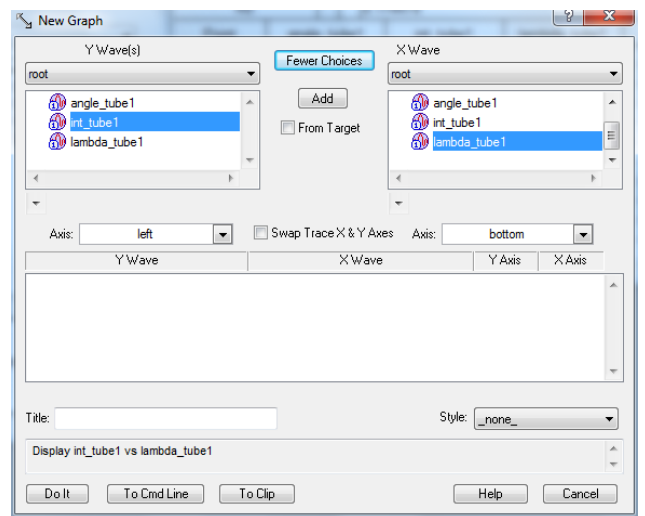 New Graph
Y Wave(s)
Fewer Choices
X Wave
root
root
angle_tube1
int_tube1
lambda_tube1
Add
From Target
angle_tube1
int_tube1
lambda_tube1
Axis: left
Swap Trace X & Y Axes
Axis: bottom
Y Wave X Wave Y Axis X Axis
Title:
Style: _none_
Display int_tube1 vs lambda_tube1
Do It To Cmd Line To Clip Help Cancel